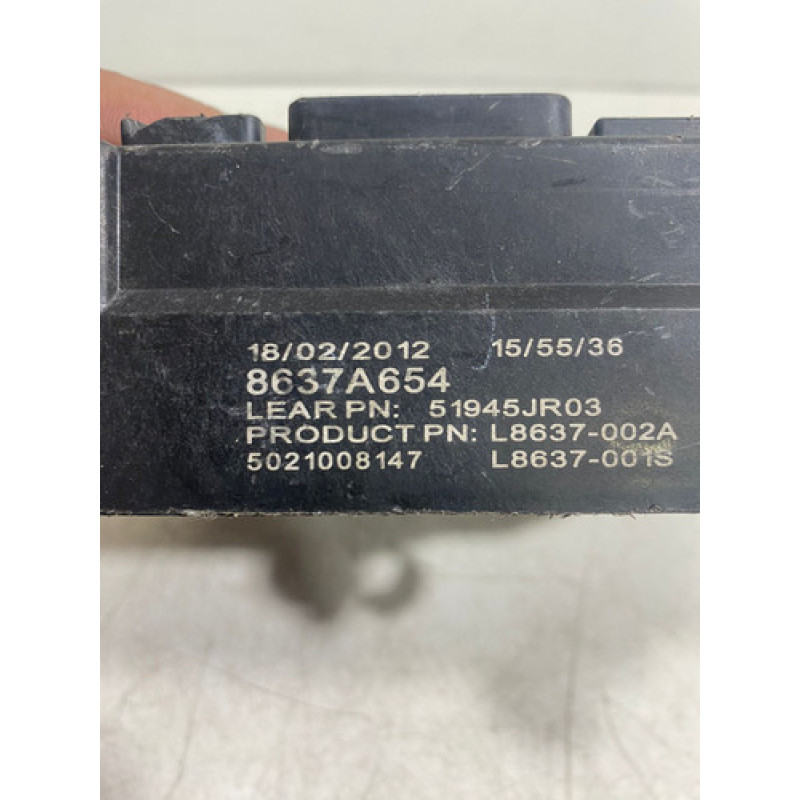 18/02/2012 15/55/36
8637A654
LEAR PN: 51945JR03
PRODUCT PN: L8637-002A
5021008147 L8637-001S